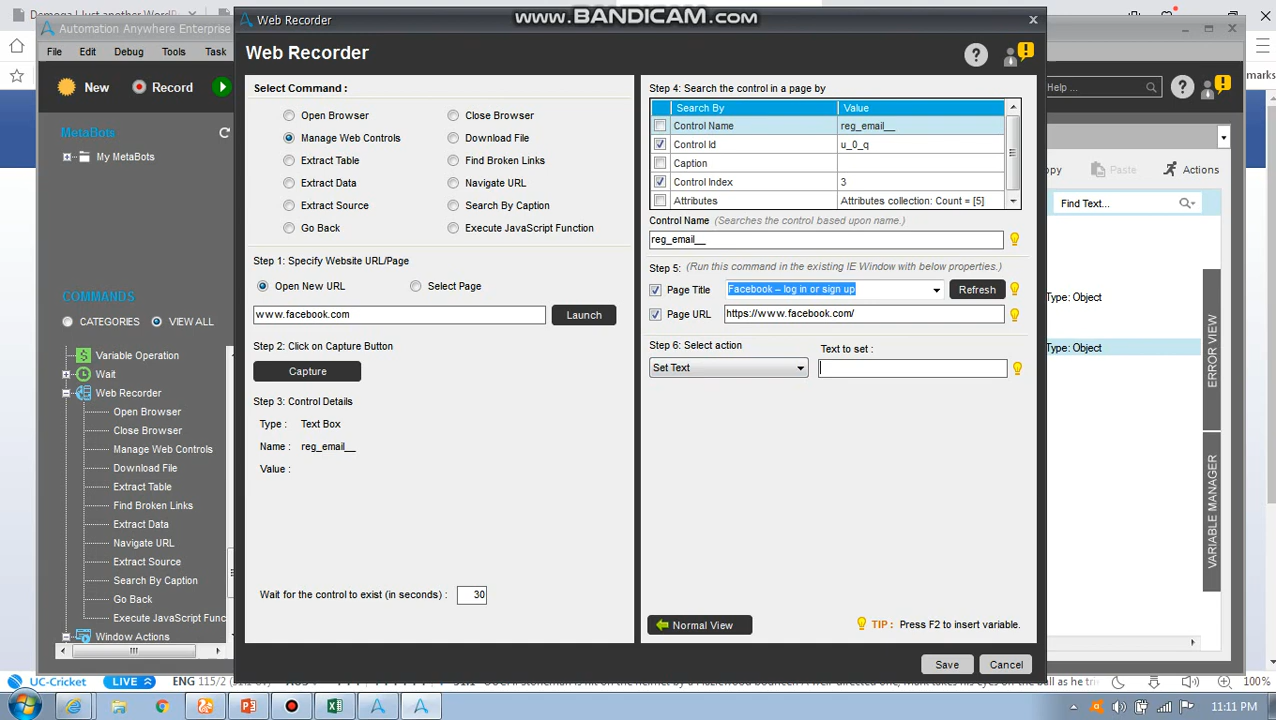 www.BANDICAM.com
Automation Anywhere Enterprise
Web Recorder
File Edit Debug Tools Task
Web Recorder
New Record
Select Command :
Open Browser Close Browser
Manage Web Controls Download File
Extract Table Find Broken Links
Extract Data Navigate URL
Extract Source Search By Caption
Go Back Execute JavaScript Function
Step 1: Specify Website URL/Page
Open New URL Select Page
www.facebook.com Launch
Step 2: Click on Capture Button
Capture
Step 3: Control Details
Type : Text Box
Name : reg_email__
Value :
Wait for the control to exist (in seconds) : 30
Step 4: Search the control in a page by
Search By Value
Control Name reg_email__
Control Id u_0_q
Caption
Control Index 3
Attributes Attributes collection: Count = [5]
Control Name (Searches the control based upon name.)
reg_email__
Step 5: (Run this command in the existing IE Window with below properties.)
Page Title Facebook – log in or sign up Refresh
Page URL https://www.facebook.com/
Step 6: Select action Text to set :
Set Text
Normal View TIP : Press F2 to insert variable.
Save Cancel
MetaBots
My MetaBots
COMMANDS
CATEGORIES VIEW ALL
Variable Operation
Wait
Web Recorder
Open Browser
Close Browser
Manage Web Controls
Download File
Extract Table
Find Broken Links
Extract Data
Navigate URL
Extract Source
Search By Caption
Go Back
Execute JavaScript Func
Window Actions
Help ...
marks
opy Paste Actions
Find Text...
Type: Object
Type: Object
ERROR VIEW
VARIABLE MANAGER
UC-Cricket LIVE ENG 115/2
100%
11:11 PM